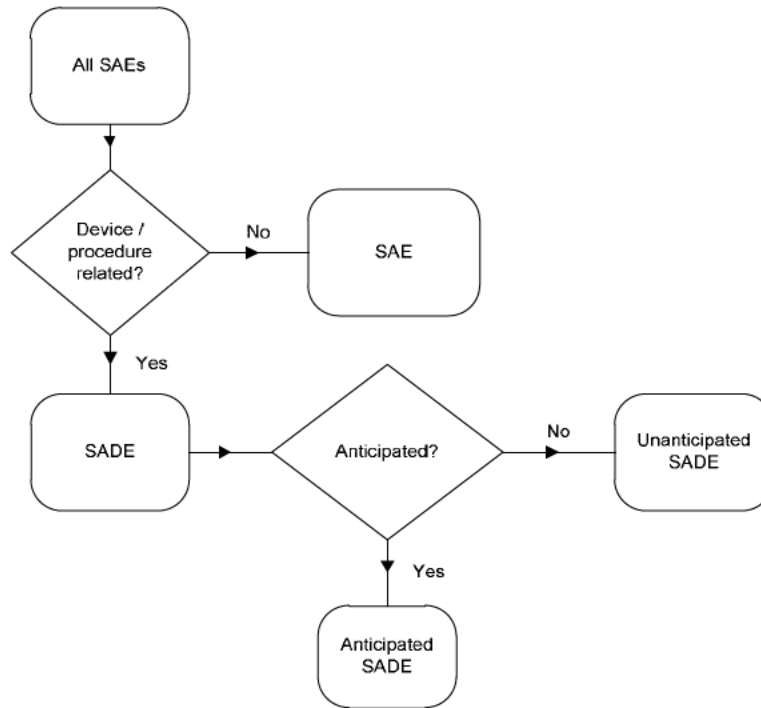 All SAEs
Device /
procedure
related?
No
SAE
Yes
SADE
Anticipated?
No
Unanticipated
SADE
Yes
Anticipated
SADE